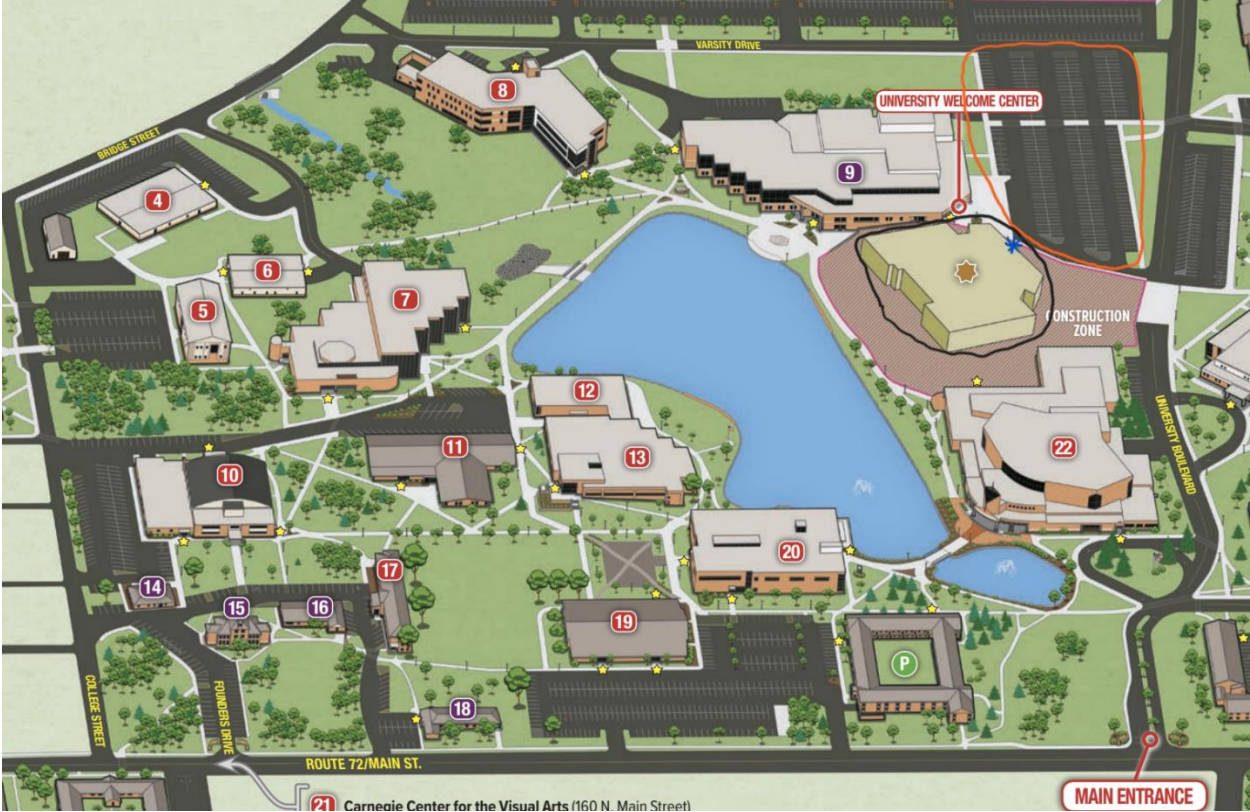 VARSITY DRIVE
8
UNIVERSITY WELCOME CENTER
BRIDGE STREET
9
4
6
7
5
CONSTRUCTION
ZONE
12
UNIVERSITY BOULEVARD
11
13
22
10
20
17
14
15
16
19
P
18
COLLEGE STREET
FOUNDERS DRIVE
ROUTE 72/MAIN ST.
MAIN ENTRANCE
21 Carnegie Center for the Visual Arts (160 N. Main Street)